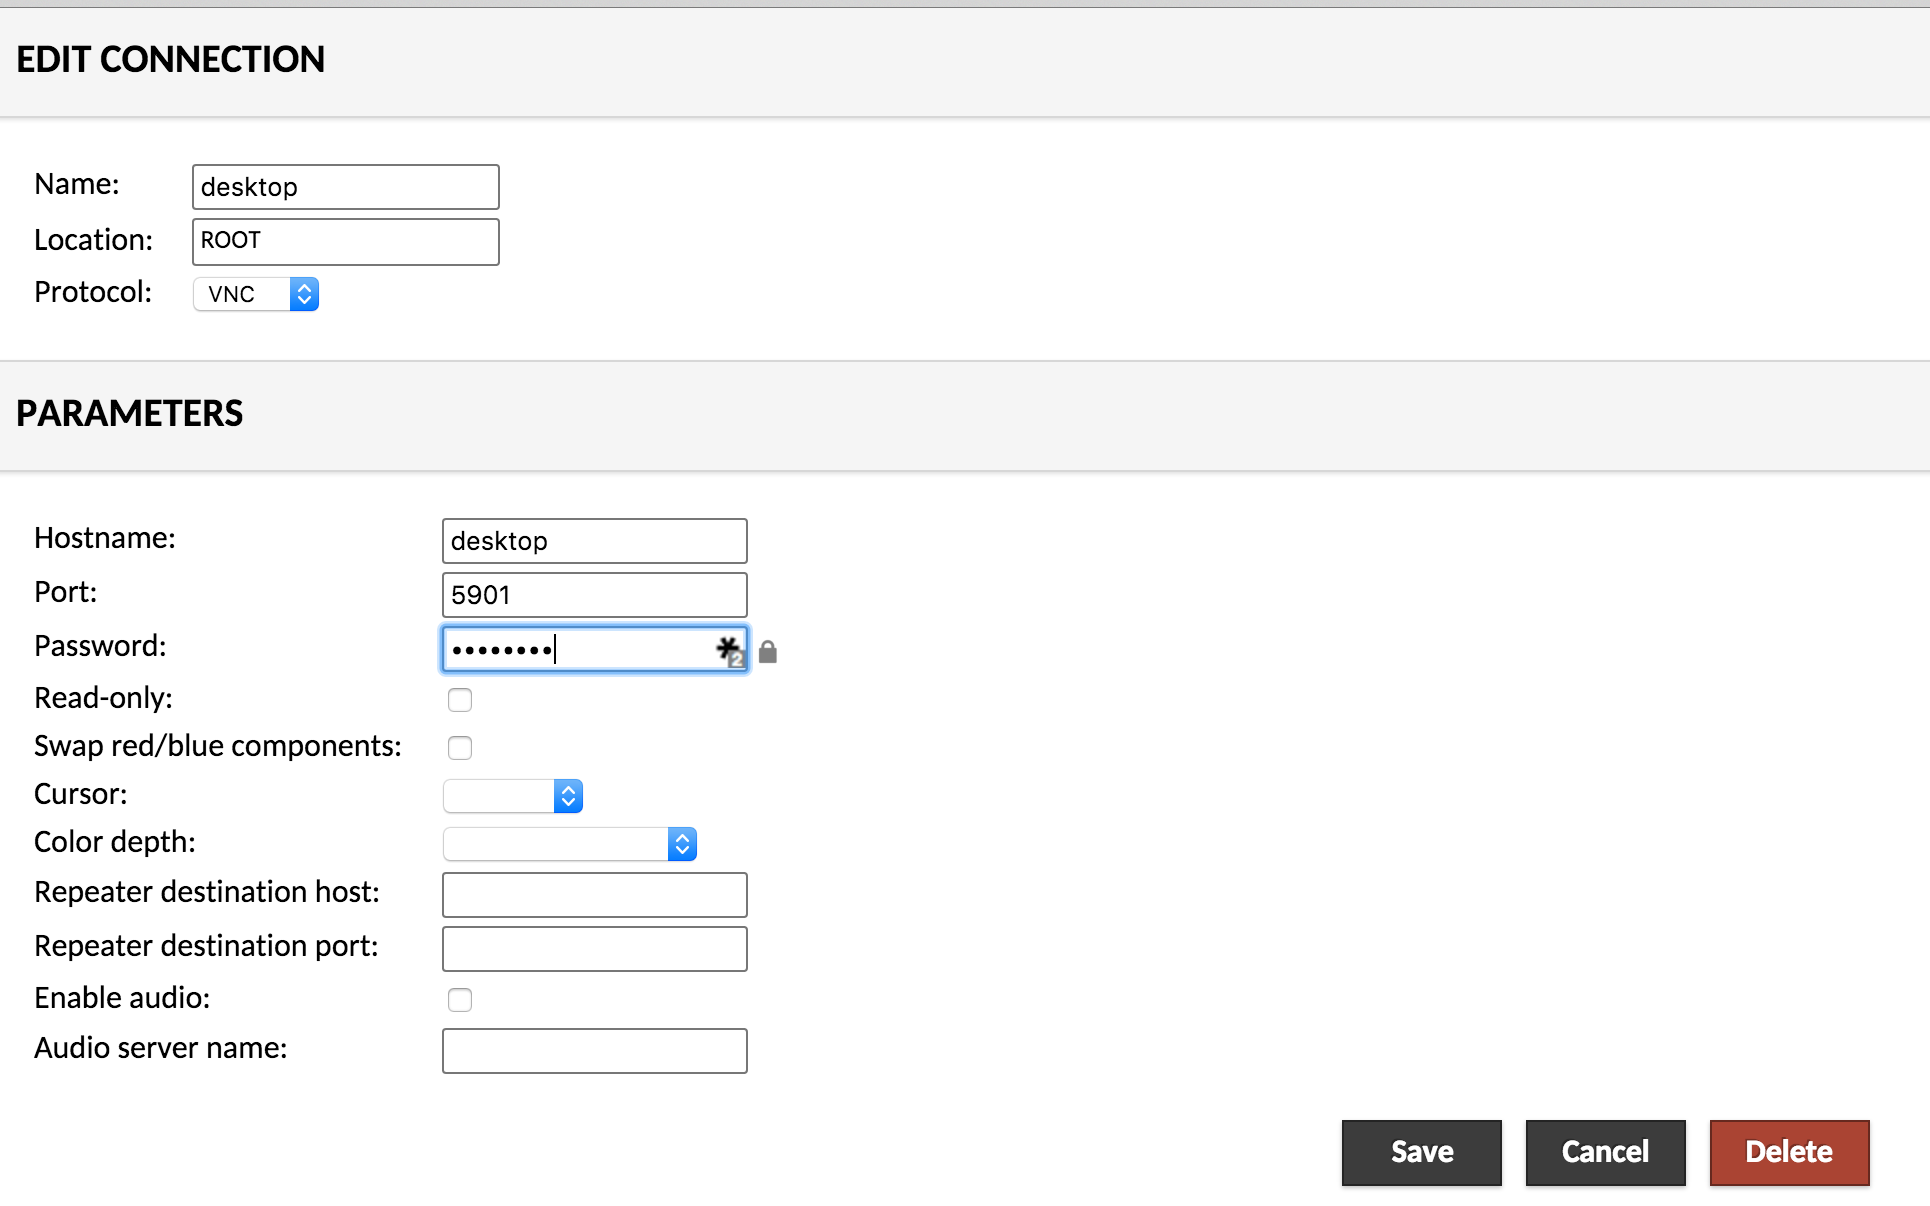 EDIT CONNECTION
Name: desktop
Location: ROOT
Protocol: VNC
PARAMETERS
Hostname: desktop
Port: 5901
Password: •••••••• 2
Read-only:
Swap red/blue components:
Cursor:
Color depth:
Repeater destination host:
Repeater destination port:
Enable audio:
Audio server name:
Save Cancel Delete